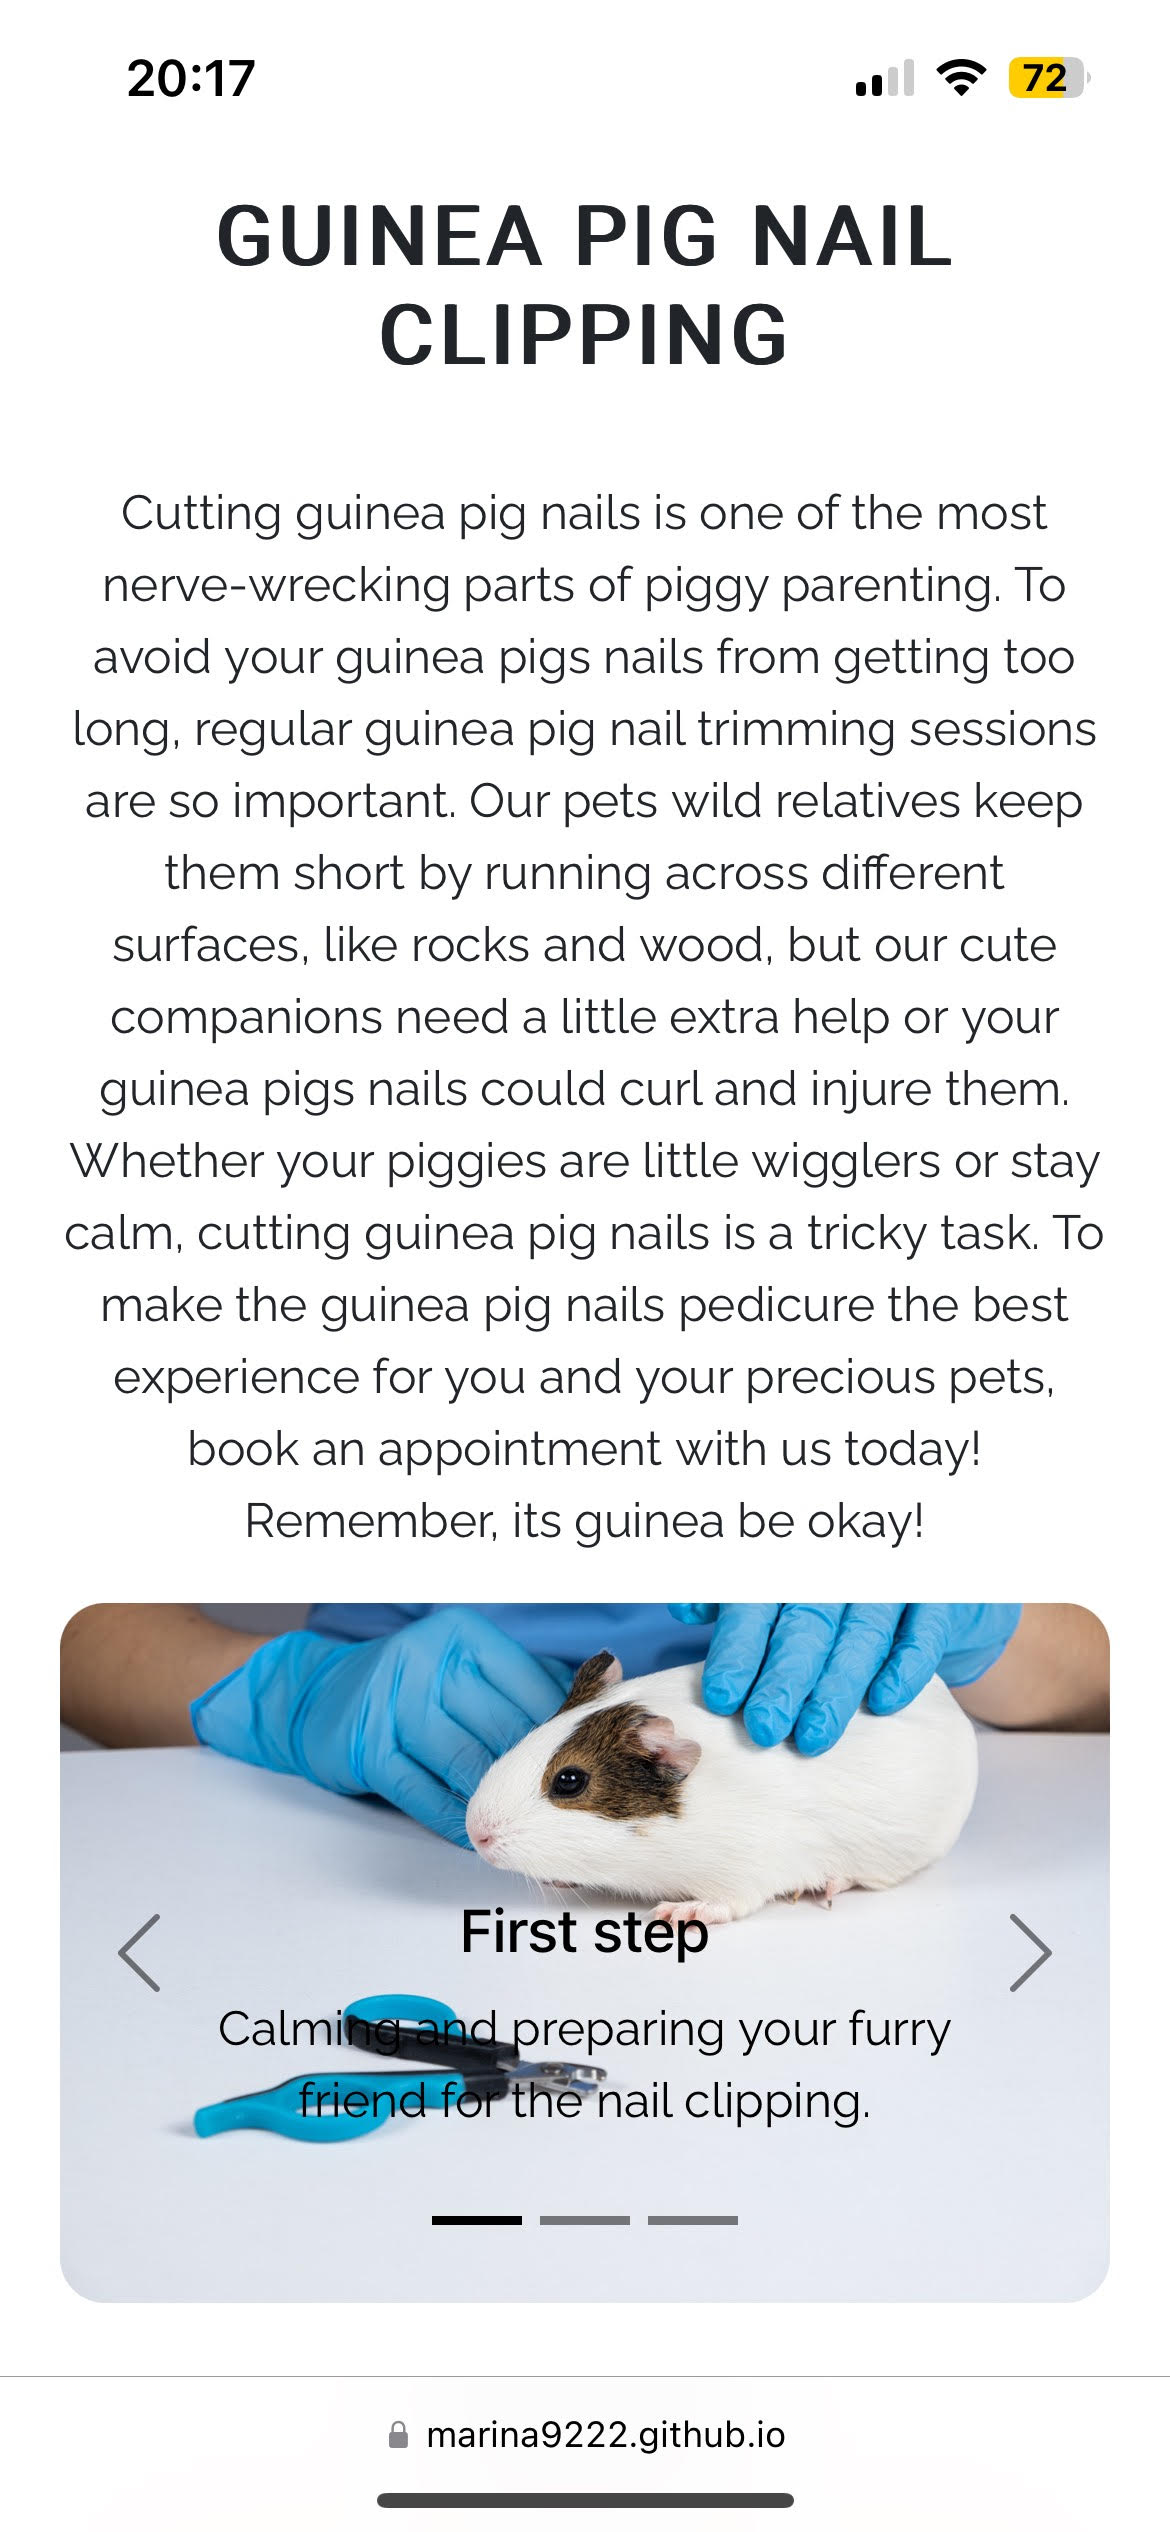 20:17
72
GUINEA PIG NAIL
CLIPPING
Cutting guinea pig nails is one of the most
nerve-wrecking parts of piggy parenting. To
avoid your guinea pigs nails from getting too
long, regular guinea pig nail trimming sessions
are so important. Our pets wild relatives keep
them short by running across different
surfaces, like rocks and wood, but our cute
companions need a little extra help or your
guinea pigs nails could curl and injure them.
Whether your piggies are little wigglers or stay
calm, cutting guinea pig nails is a tricky task. To
make the guinea pig nails pedicure the best
experience for you and your precious pets,
book an appointment with us today!
Remember, its guinea be okay!
First step
Calming and preparing your furry
friend for the nail clipping.
marina9222.github.io